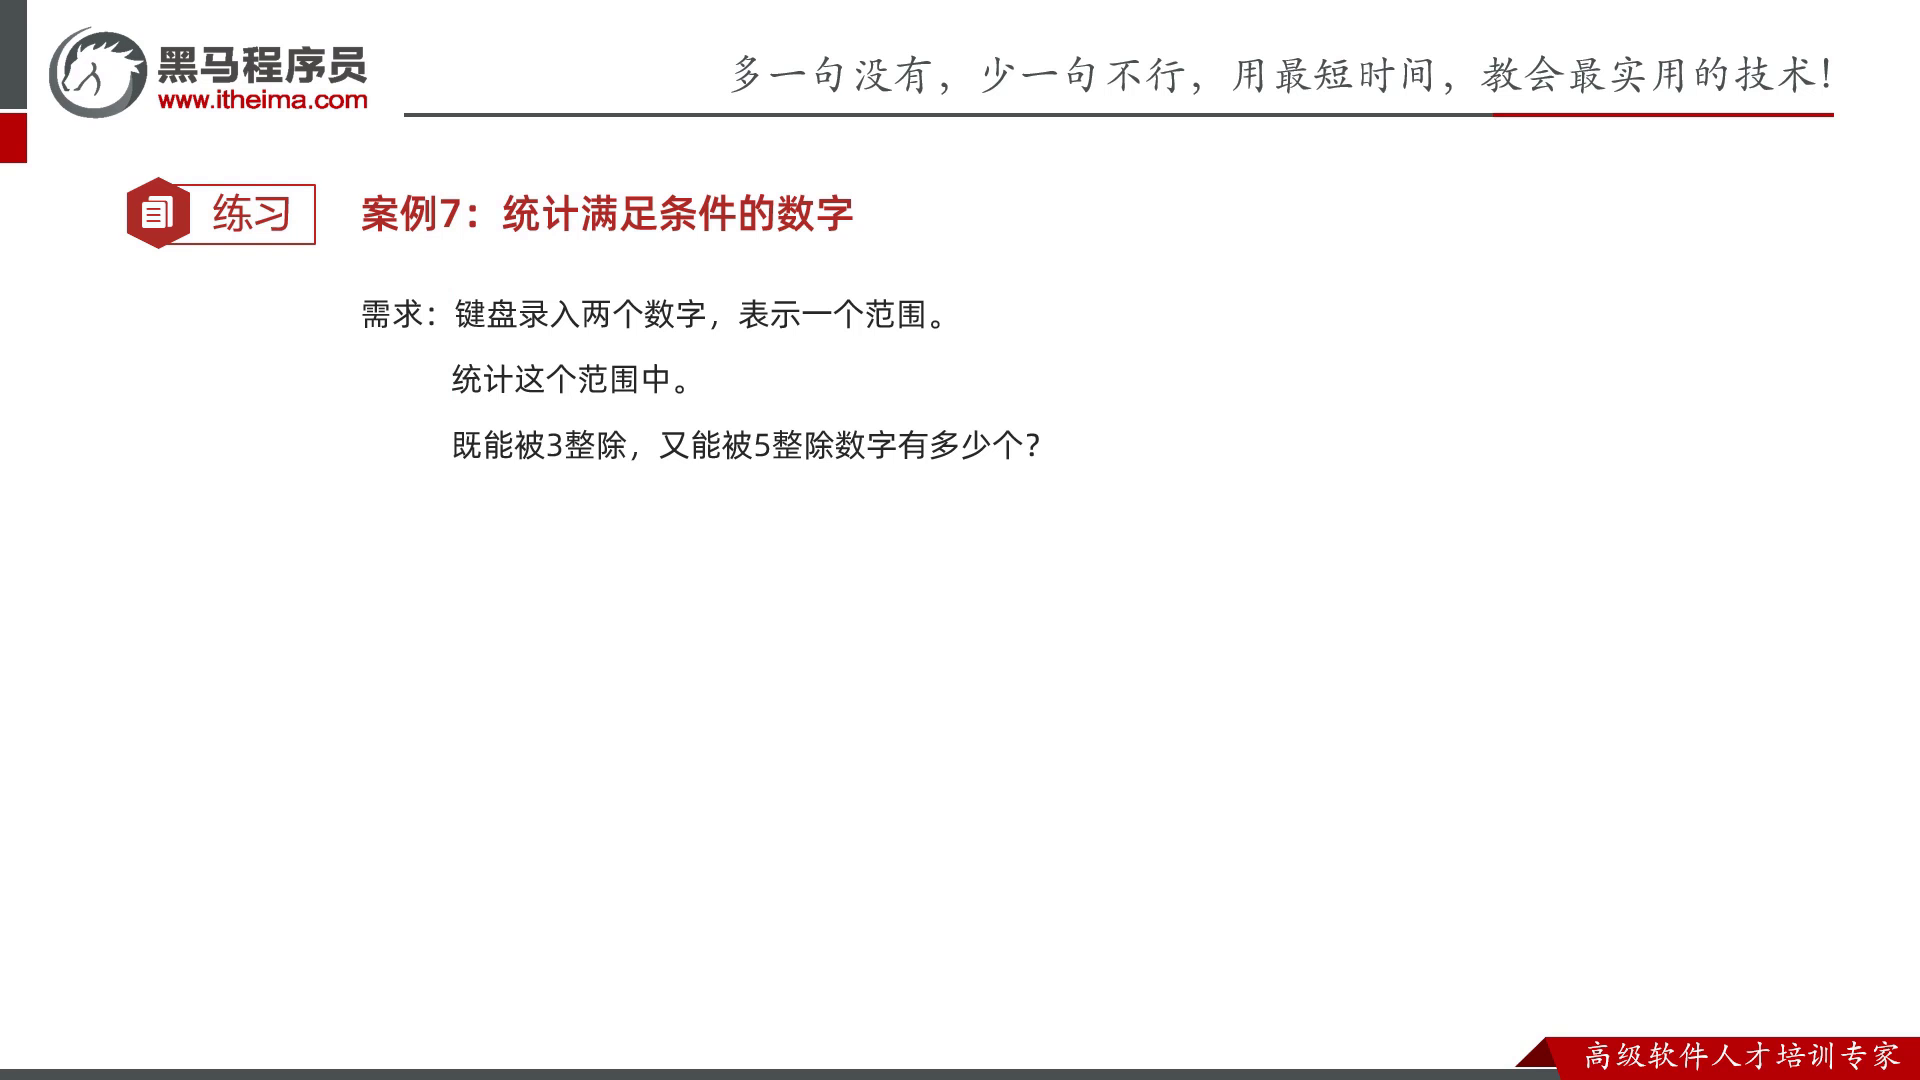 黑马程序员
www.itheima.com
多一句没有，少一句不行，用最短时间，教会最实用的技术！
练习
案例7：统计满足条件的数字
需求：键盘录入两个数字，表示一个范围。
统计这个范围中。
既能被3整除，又能被5整除数字有多少个？
高级软件人才培训专家